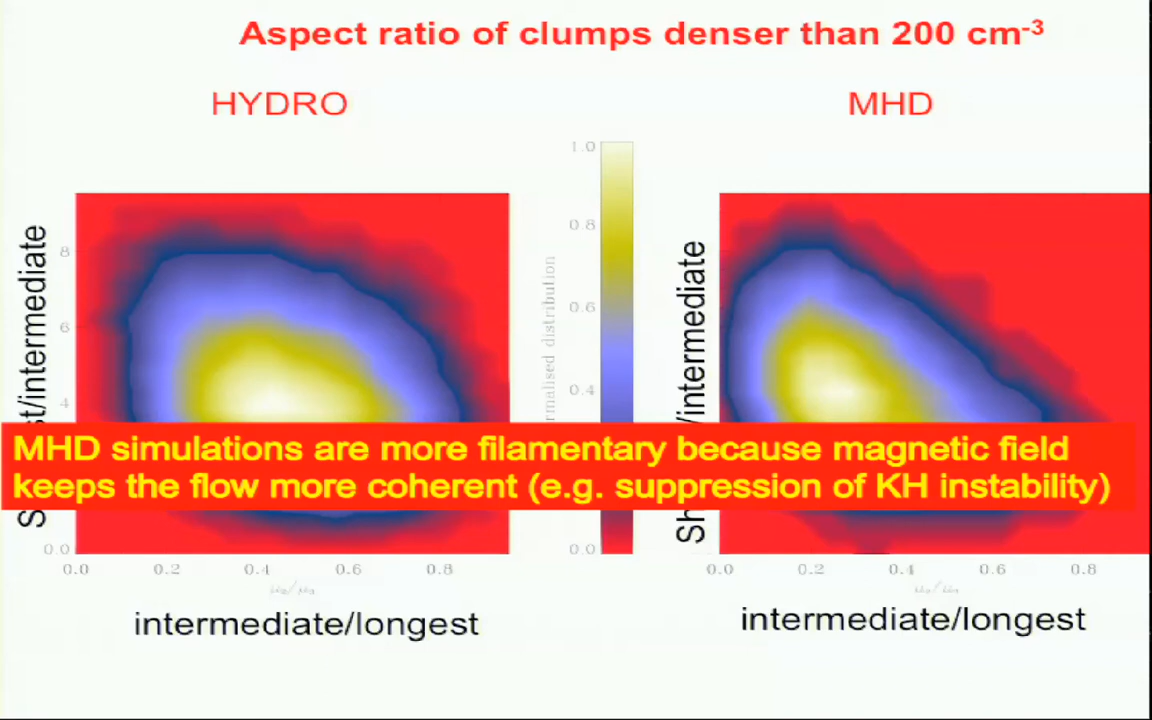 Aspect ratio of clumps denser than 200 cm-3
HYDRO
MHD
1.0
0.8
0.6
0.4
0.0
8
6
4
0.0
0.0 0.2 0.4 0.6 0.8
0.0 0.2 0.4 0.6 0.8
distribution
/intermediate
/intermediate
MHD simulations are more filamentary because magnetic field
keeps the flow more coherent (e.g. suppression of KH instability)
intermediate/longest
intermediate/longest